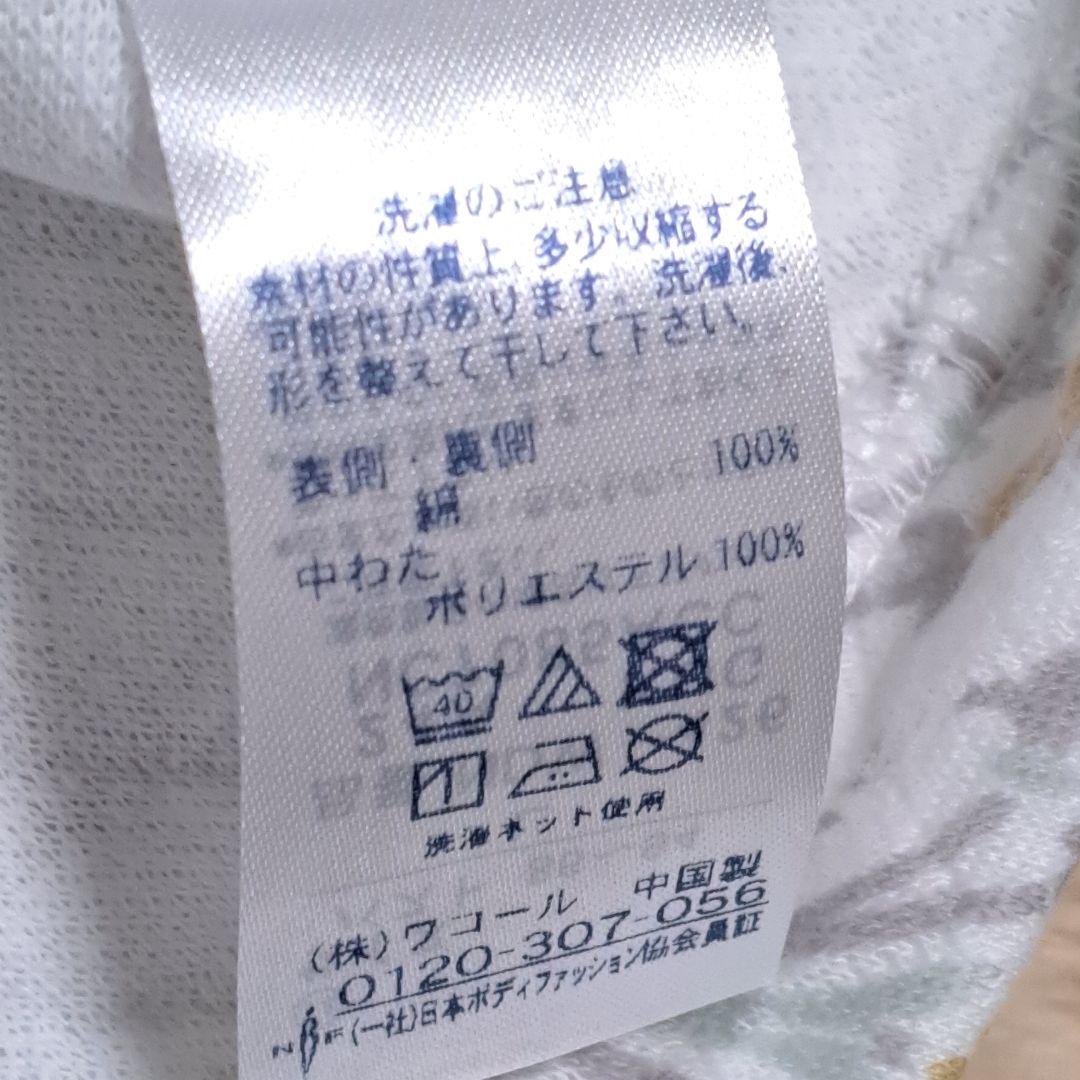 洗濯のご注意
素材の性質上、多少収縮する
可能性があります。洗濯後、
形を整えて干して下さい。
表側・裏側
綿 100%
中わた
ポリエステル 100%
40
洗濯ネット使用
(株)ワコール 中国製
0120-307-056
NBF(一社)日本ボディファッション協会員証